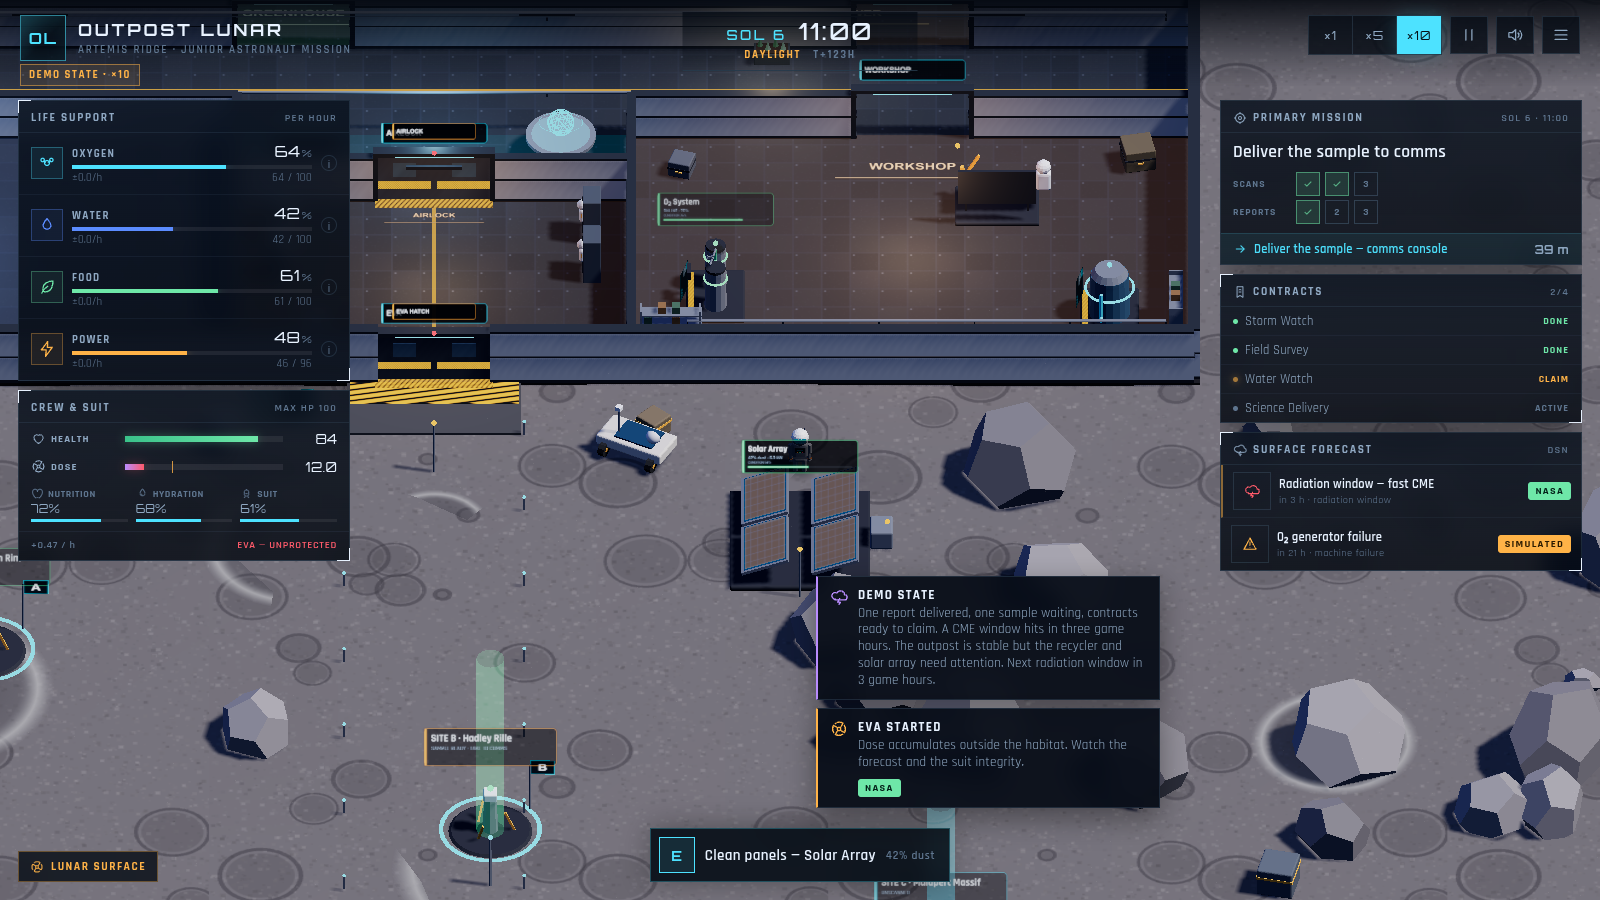 GREENHOUSE
OL
OUTPOST LUNAR
ARTEMIS RIDGE · JUNIOR ASTRONAUT MISSION
DEMO STATE · ×10
SOL 6 11:00
DAYLIGHT T+123H
×1 ×5 ×10
LIFE SUPPORT PER HOUR
OXYGEN 64%
±0.0/h 64 / 100
WATER 42%
±0.0/h 42 / 100
FOOD 61%
±0.0/h 61 / 100
POWER 48%
±0.0/h 46 / 96
CREW & SUIT MAX HP 100
HEALTH 84
DOSE 12.0
NUTRITION HYDRATION SUIT
72% 68% 61%
+0.47 / h EVA – UNPROTECTED
WORKSHOP
AIRLOCK
AIRLOCK
EVA HATCH
WORKSHOP
O₂ System
Solar Array
A
SITE B · Hadley Rille
B
SITE C · Malapert Massif
PRIMARY MISSION SOL 6 · 11:00
Deliver the sample to comms
SCANS 3
REPORTS 2 3
Deliver the sample – comms console 39 m
CONTRACTS 2/4
Storm Watch DONE
Field Survey DONE
Water Watch CLAIM
Science Delivery ACTIVE
SURFACE FORECAST DSN
Radiation window – fast CME NASA
in 3 h · radiation window
O₂ generator failure SIMULATED
in 21 h · machine failure
DEMO STATE
One report delivered, one sample waiting, contracts
ready to claim. A CME window hits in three game
hours. The outpost is stable but the recycler and
solar array need attention. Next radiation window in
3 game hours.
EVA STARTED
Dose accumulates outside the habitat. Watch the
forecast and the suit integrity.
NASA
E Clean panels – Solar Array 42% dust
LUNAR SURFACE